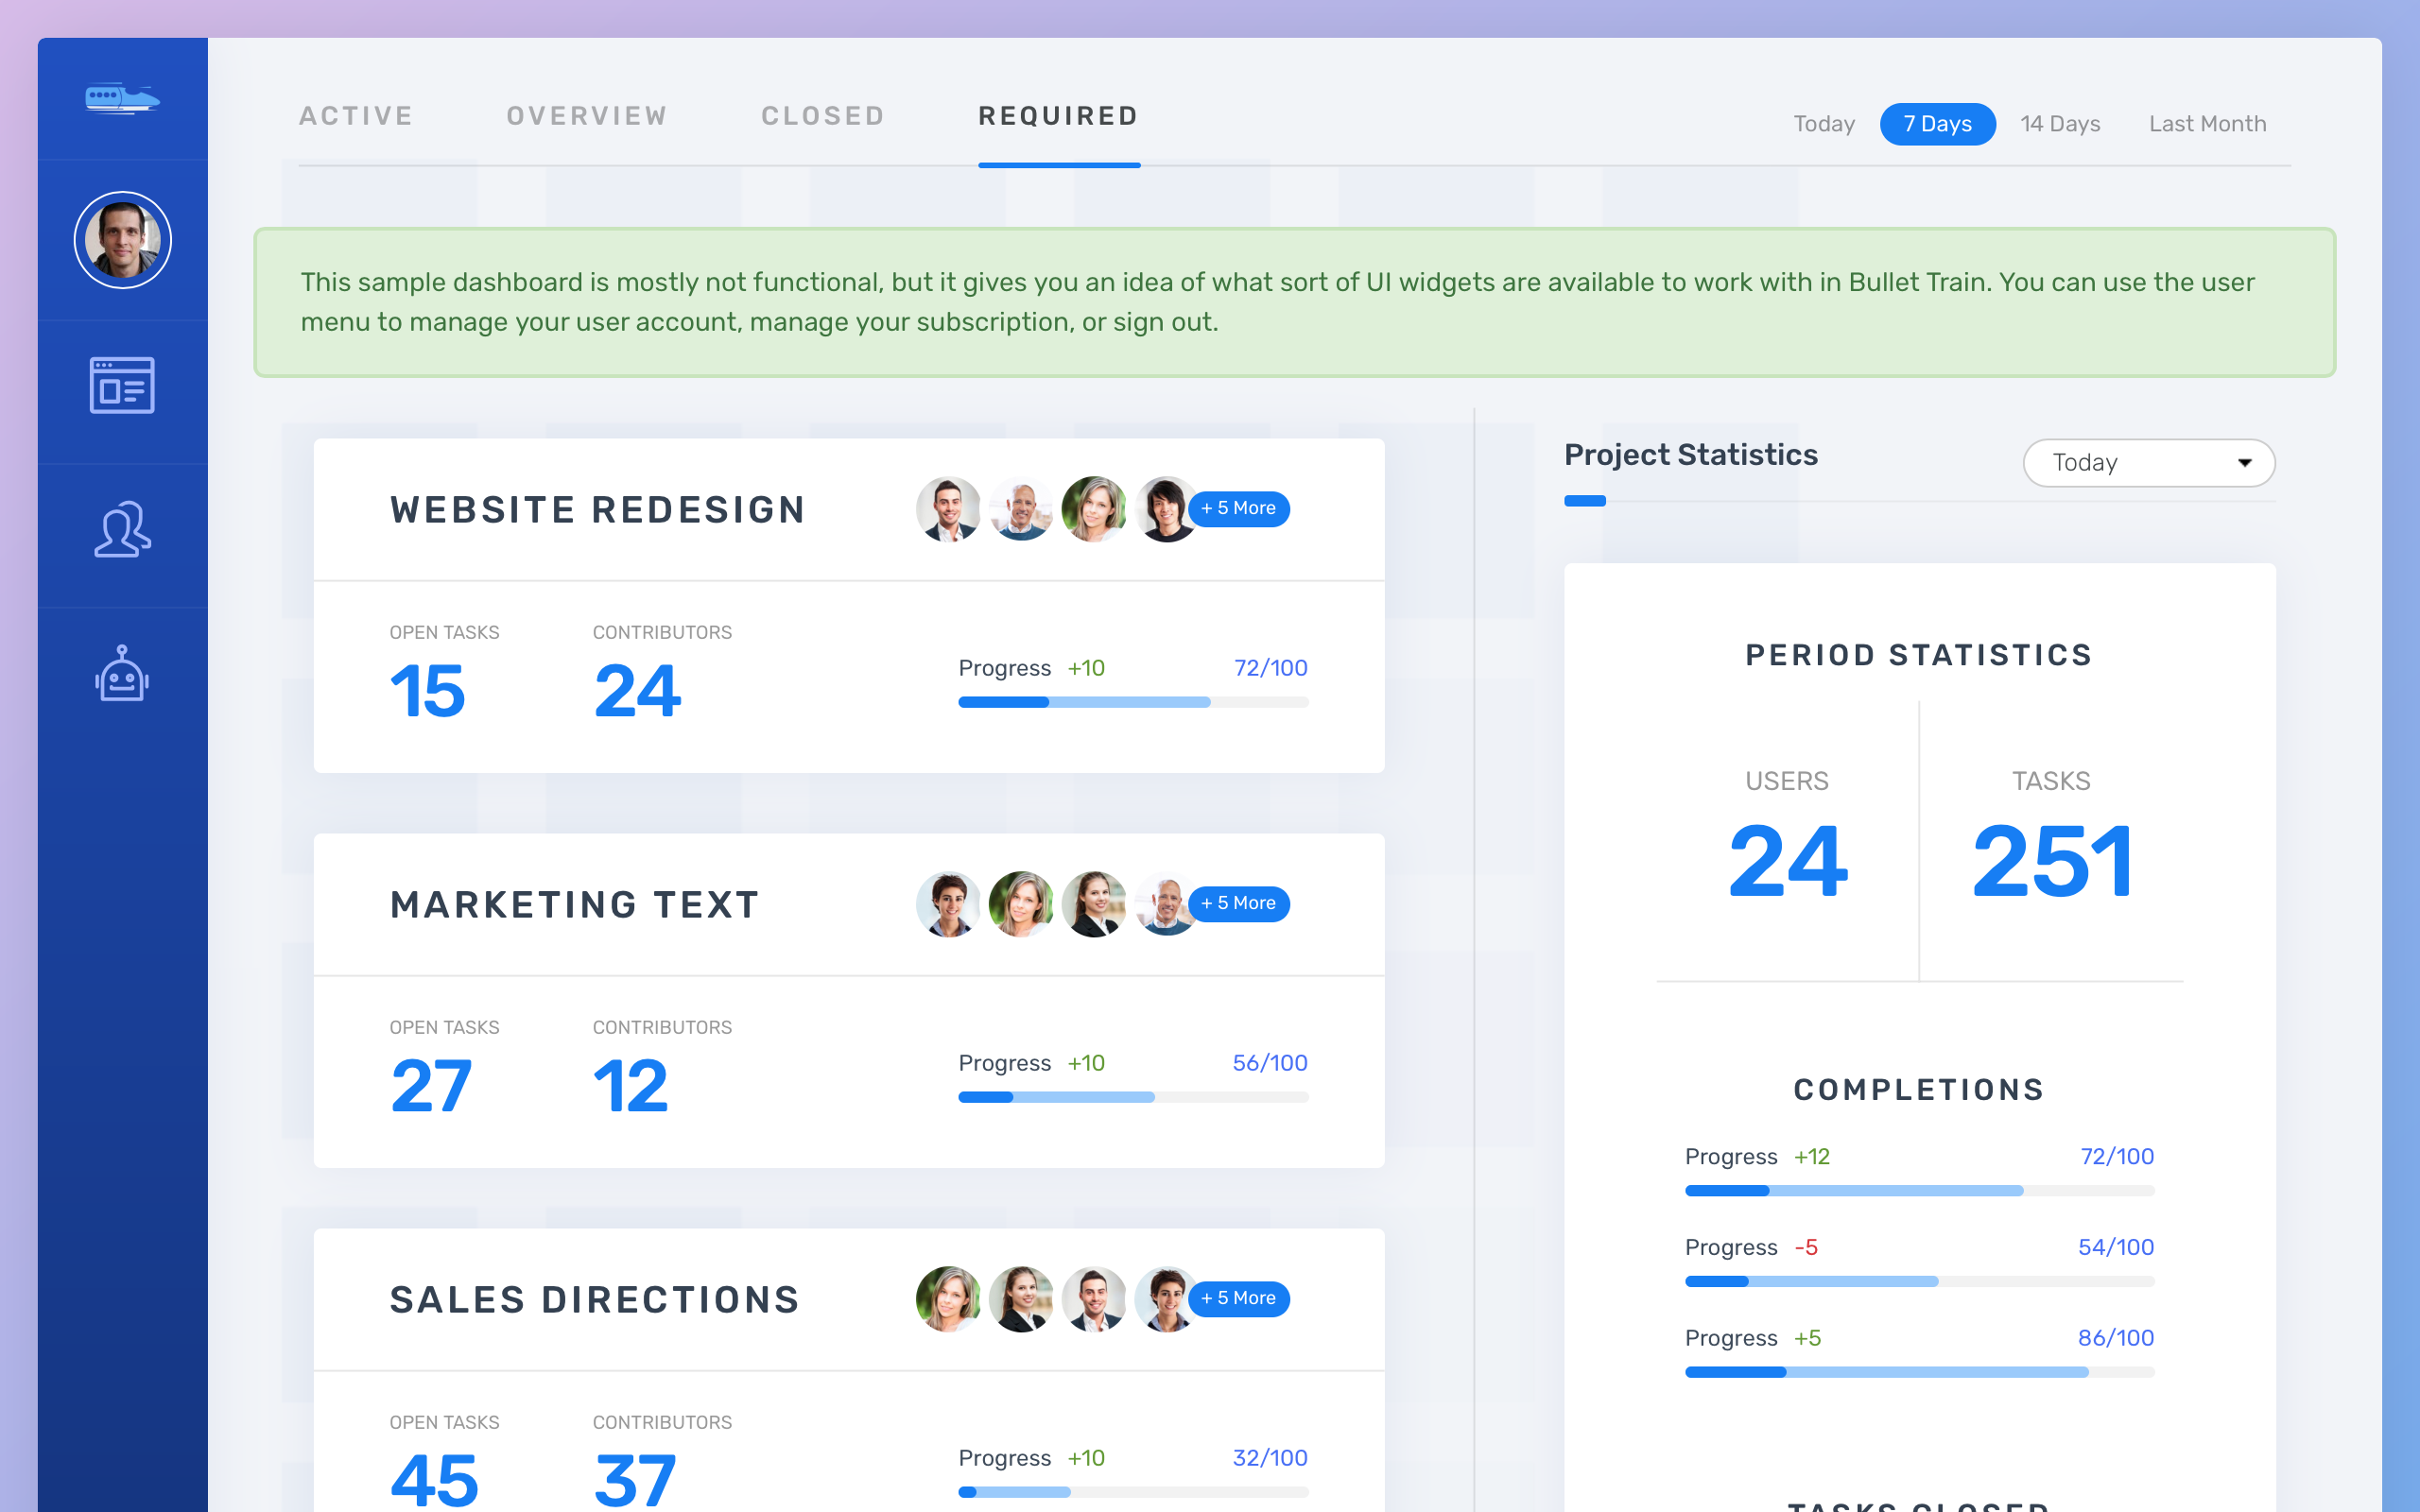 ACTIVE OVERVIEW CLOSED REQUIRED
Today 7 Days 14 Days Last Month
This sample dashboard is mostly not functional, but it gives you an idea of what sort of UI widgets are available to work with in Bullet Train. You can use the user
menu to manage your user account, manage your subscription, or sign out.
WEBSITE REDESIGN
+ 5 More
OPEN TASKS CONTRIBUTORS
15 24
Progress +10 72/100
MARKETING TEXT
+ 5 More
OPEN TASKS CONTRIBUTORS
27 12
Progress +10 56/100
SALES DIRECTIONS
+ 5 More
OPEN TASKS CONTRIBUTORS
45 37
Progress +10 32/100
Project Statistics
Today
PERIOD STATISTICS
USERS TASKS
24 251
COMPLETIONS
Progress +12 72/100
Progress -5 54/100
Progress +5 86/100
TASKS CLOSED